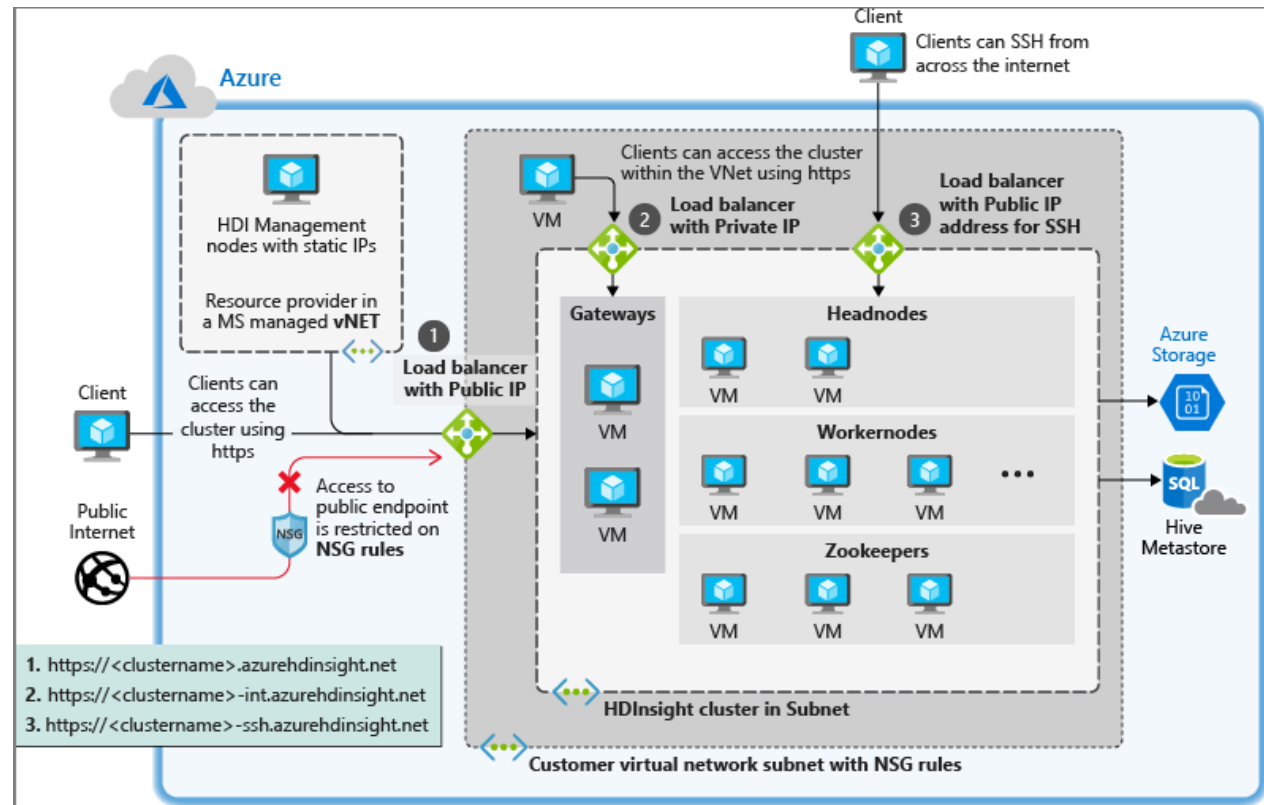 Client
Clients can SSH from
across the internet
Azure
HDI Management
nodes with static IPs
Resource provider in
a MS managed vNET
VM
Clients can access the cluster
within the VNet using https
2
Load balancer
with Private IP
3
Load balancer
with Public IP
address for SSH
1
Load balancer
with Public IP
Client
Clients can
access the
cluster using
https
Public
Internet
NSG
Access to
public endpoint
is restricted on
NSG rules
Gateways
VM
VM
Headnodes
VM
VM
Workernodes
VM
VM
VM
...
Zookeepers
VM
VM
VM
Azure
Storage
10
01
SQL
Hive
Metastore
1. https://<clustername>.azurehdinsight.net
2. https://<clustername>-int.azurehdinsight.net
3. https://<clustername>-ssh.azurehdinsight.net
HDInsight cluster in Subnet
Customer virtual network subnet with NSG rules